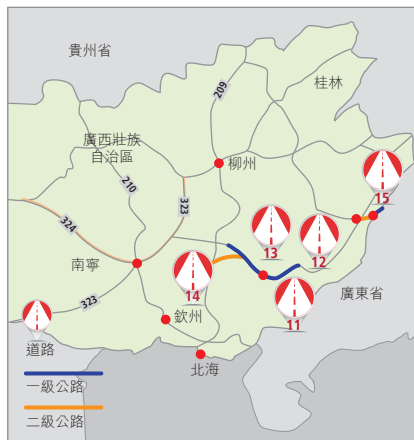 貴州省
桂林
209
廣西壯族
自治區
柳州
210
323
15
324
13
12
南寧
14
323
11
廣東省
欽州
道路
北海
一級公路
二級公路